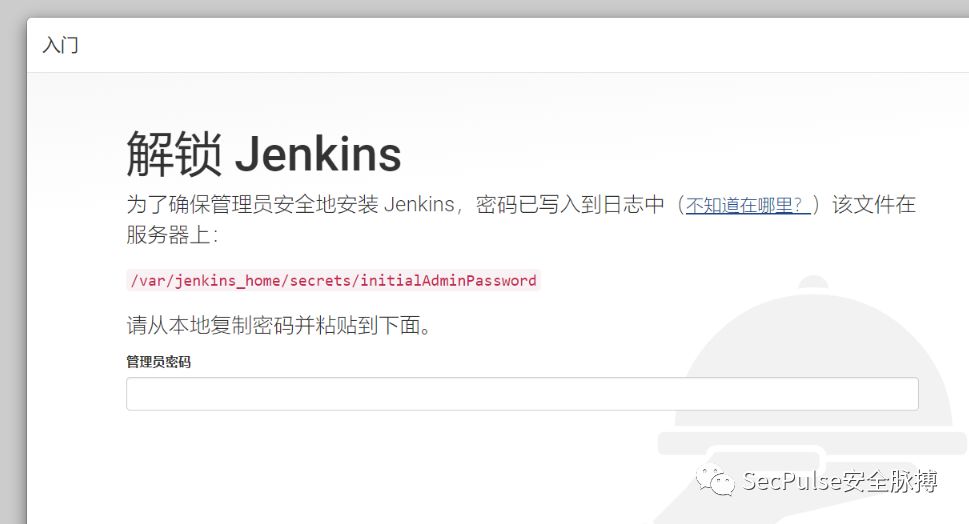 入门
解锁 Jenkins
为了确保管理员安全地安装 Jenkins，密码已写入到日志中（不知道在哪里？）该文件在
服务器上：
/var/jenkins_home/secrets/initialAdminPassword
请从本地复制密码并粘贴到下面。
管理员密码
SecPulse安全脉搏